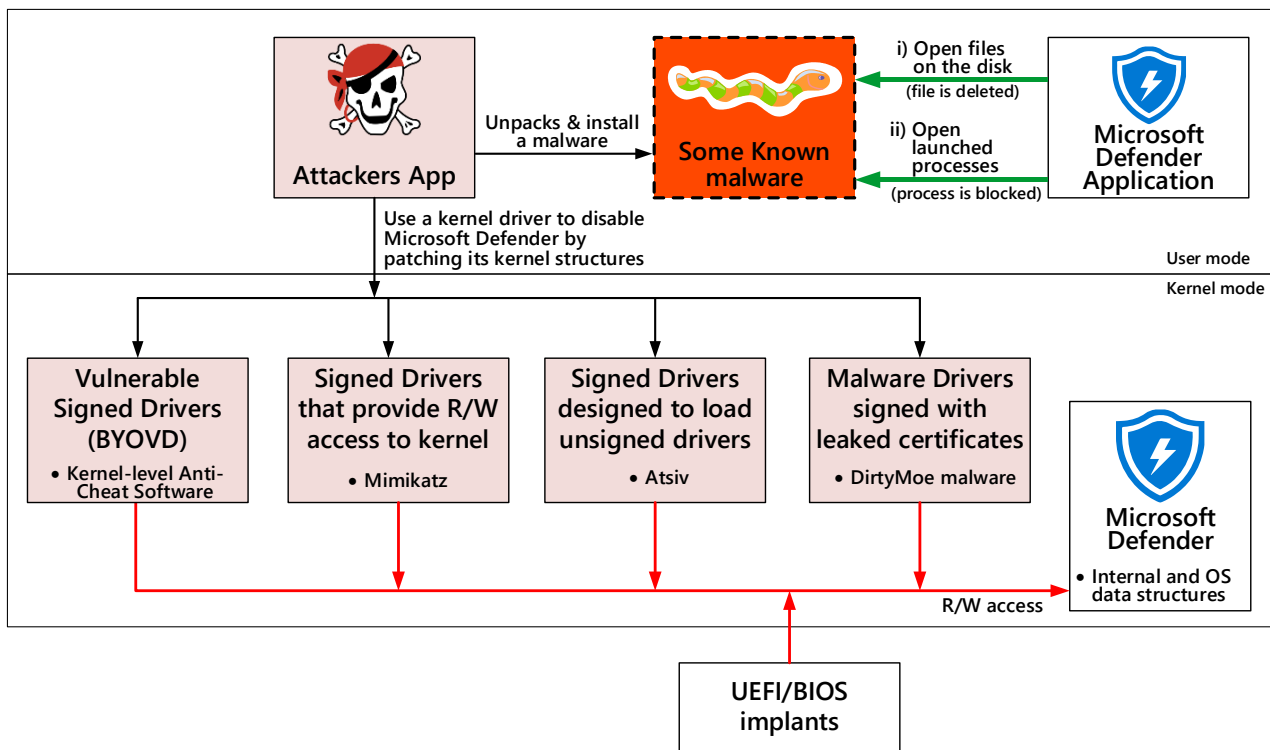 Attackers App
Unpacks & install
a malware
Some Known
malware
i) Open files
on the disk
(file is deleted)
ii) Open
launched
processes
(process is blocked)
Microsoft
Defender
Application
Use a kernel driver to disable
Microsoft Defender by
patching its kernel structures
User mode
Kernel mode
Vulnerable
Signed Drivers
(BYOVD)
• Kernel-level Anti-
Cheat Software
Signed Drivers
that provide R/W
access to kernel
• Mimikatz
Signed Drivers
designed to load
unsigned drivers
• Atsiv
Malware Drivers
signed with
leaked certificates
• DirtyMoe malware
Microsoft
Defender
• Internal and OS
data structures
R/W access
UEFI/BIOS
implants